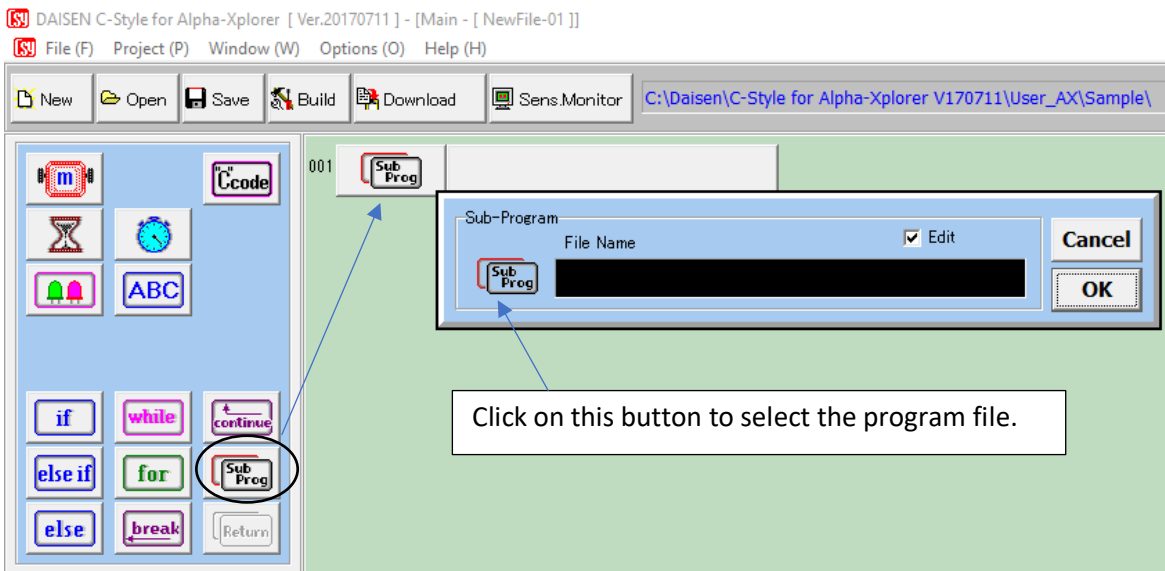 DAISEN C-Style for Alpha-Xplorer [ Ver.20170711 ] - [Main - [ NewFile-01 ]]
File (F) Project (P) Window (W) Options (O) Help (H)
New Open Save Build Download Sens.Monitor C:\Daisen\C-Style for Alpha-Xplorer V170711\User_AX\Sample\
m "C"code
001 Sub Prog
Sub-Program
File Name Edit Cancel
Sub Prog OK
ABC
Click on this button to select the program file.
if while continue
else if for Sub Prog
else break Return